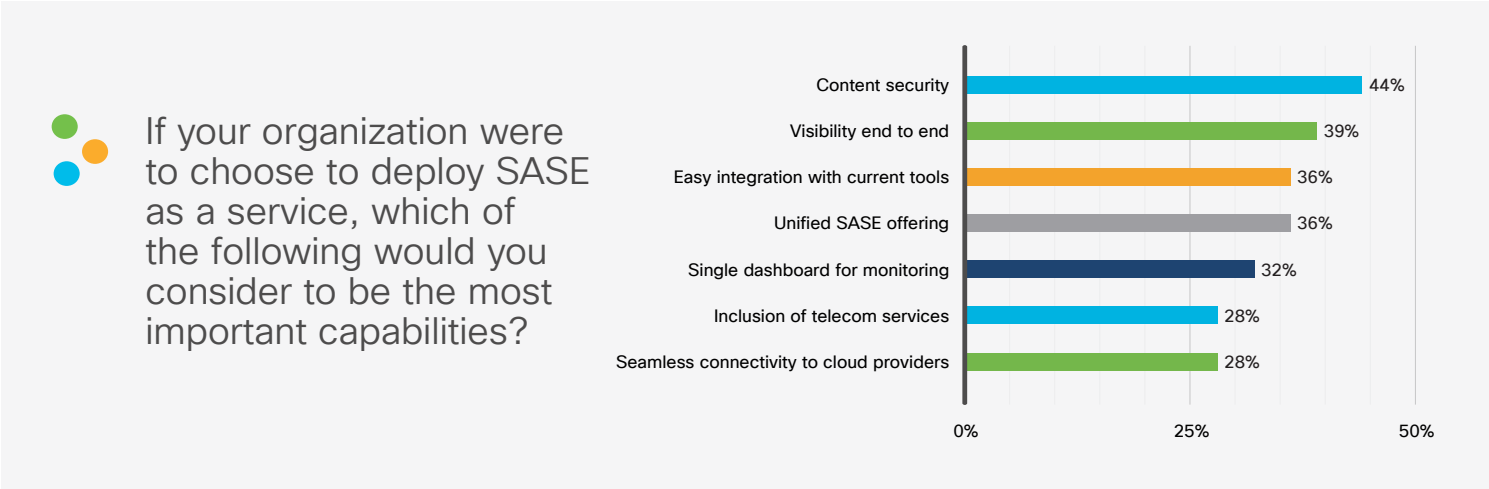 If your organization were
to choose to deploy SASE
as a service, which of
the following would you
consider to be the most
important capabilities?
Content security 44%
Visibility end to end 39%
Easy integration with current tools 36%
Unified SASE offering 36%
Single dashboard for monitoring 32%
Inclusion of telecom services 28%
Seamless connectivity to cloud providers 28%
0% 25% 50%